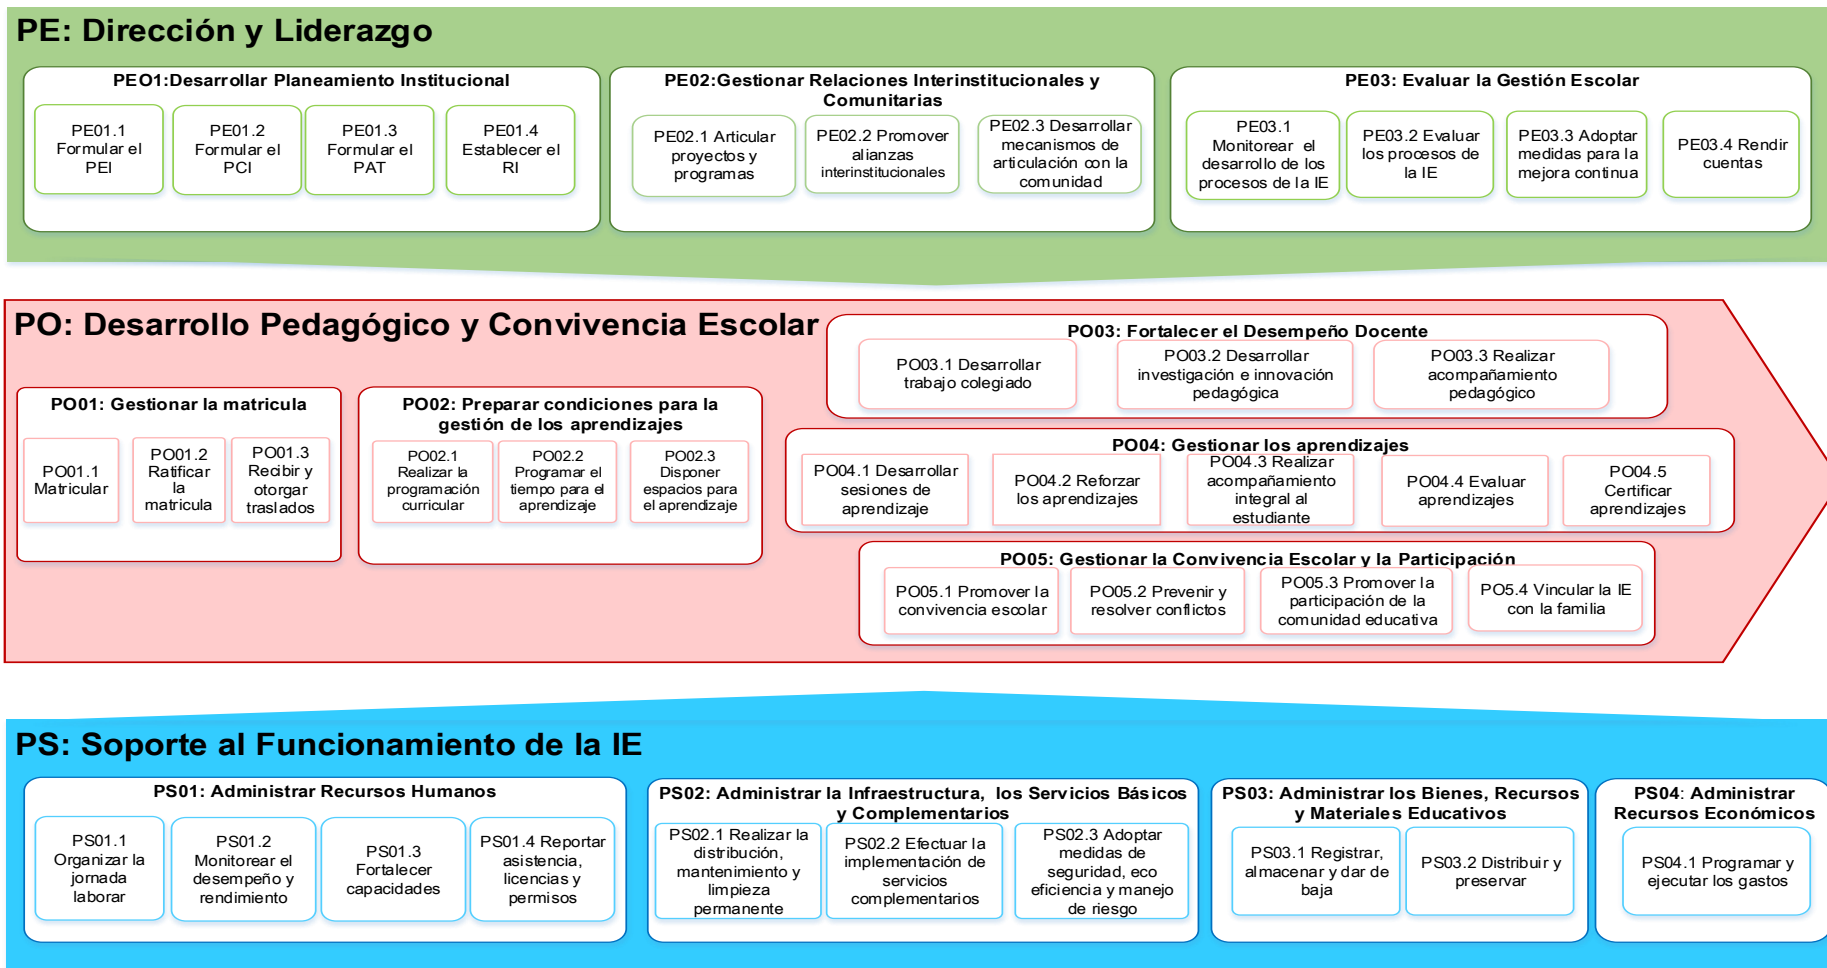 PE: Dirección y Liderazgo
PEO1:Desarrollar Planeamiento Institucional
PE01.1
Formular el
PEI
PE01.2
Formular el
PCI
PE01.3
Formular el
PAT
PE01.4
Establecer el
RI
PE02:Gestionar Relaciones Interinstitucionales y
Comunitarias
PE02.1 Articular
proyectos y
programas
PE02.2 Promover
alianzas
interinstitucionales
PE02.3 Desarrollar
mecanismos de
articulación con la
comunidad
PE03: Evaluar la Gestión Escolar
PE03.1
Monitorear el
desarrollo de los
procesos de la IE
PE03.2 Evaluar
los procesos de
la IE
PE03.3 Adoptar
medidas para la
mejora continua
PE03.4 Rendir
cuentas
PO: Desarrollo Pedagógico y Convivencia Escolar
PO01: Gestionar la matricula
PO01.1
Matricular
PO01.2
Ratificar
la
matricula
PO01.3
Recibir y
otorgar
traslados
PO02: Preparar condiciones para la
gestión de los aprendizajes
PO02.1
Realizar la
programación
curricular
PO02.2
Programar el
tiempo para el
aprendizaje
PO02.3
Disponer
espacios para
el aprendizaje
PO03: Fortalecer el Desempeño Docente
PO03.1 Desarrollar
trabajo colegiado
PO03.2 Desarrollar
investigación e innovación
pedagógica
PO03.3 Realizar
acompañamiento
pedagógico
PO04: Gestionar los aprendizajes
PO04.1 Desarrollar
sesiones de
aprendizaje
PO04.2 Reforzar
los aprendizajes
PO04.3 Realizar
acompañamiento
integral al
estudiante
PO04.4 Evaluar
aprendizajes
PO04.5
Certificar
aprendizajes
PO05: Gestionar la Convivencia Escolar y la Participación
PO05.1 Promover la
convivencia escolar
PO05.2 Prevenir y
resolver conflictos
PO05.3 Promover la
participación de la
comunidad educativa
PO5.4 Vincular la IE
con la familia
PS: Soporte al Funcionamiento de la IE
PS01: Administrar Recursos Humanos
PS01.1
Organizar la
jornada
laborar
PS01.2
Monitorear el
desempeño y
rendimiento
PS01.3
Fortalecer
capacidades
PS01.4 Reportar
asistencia,
licencias y
permisos
PS02: Administrar la Infraestructura, los Servicios Básicos
y Complementarios
PS02.1 Realizar la
distribución,
mantenimiento y
limpieza
permanente
PS02.2 Efectuar la
implementación de
servicios
complementarios
PS02.3 Adoptar
medidas de
seguridad, eco
eficiencia y manejo
de riesgo
PS03: Administrar los Bienes, Recursos
y Materiales Educativos
PS03.1 Registrar,
almacenar y dar de
baja
PS03.2 Distribuir y
preservar
PS04: Administrar
Recursos Económicos
PS04.1 Programar y
ejecutar los gastos